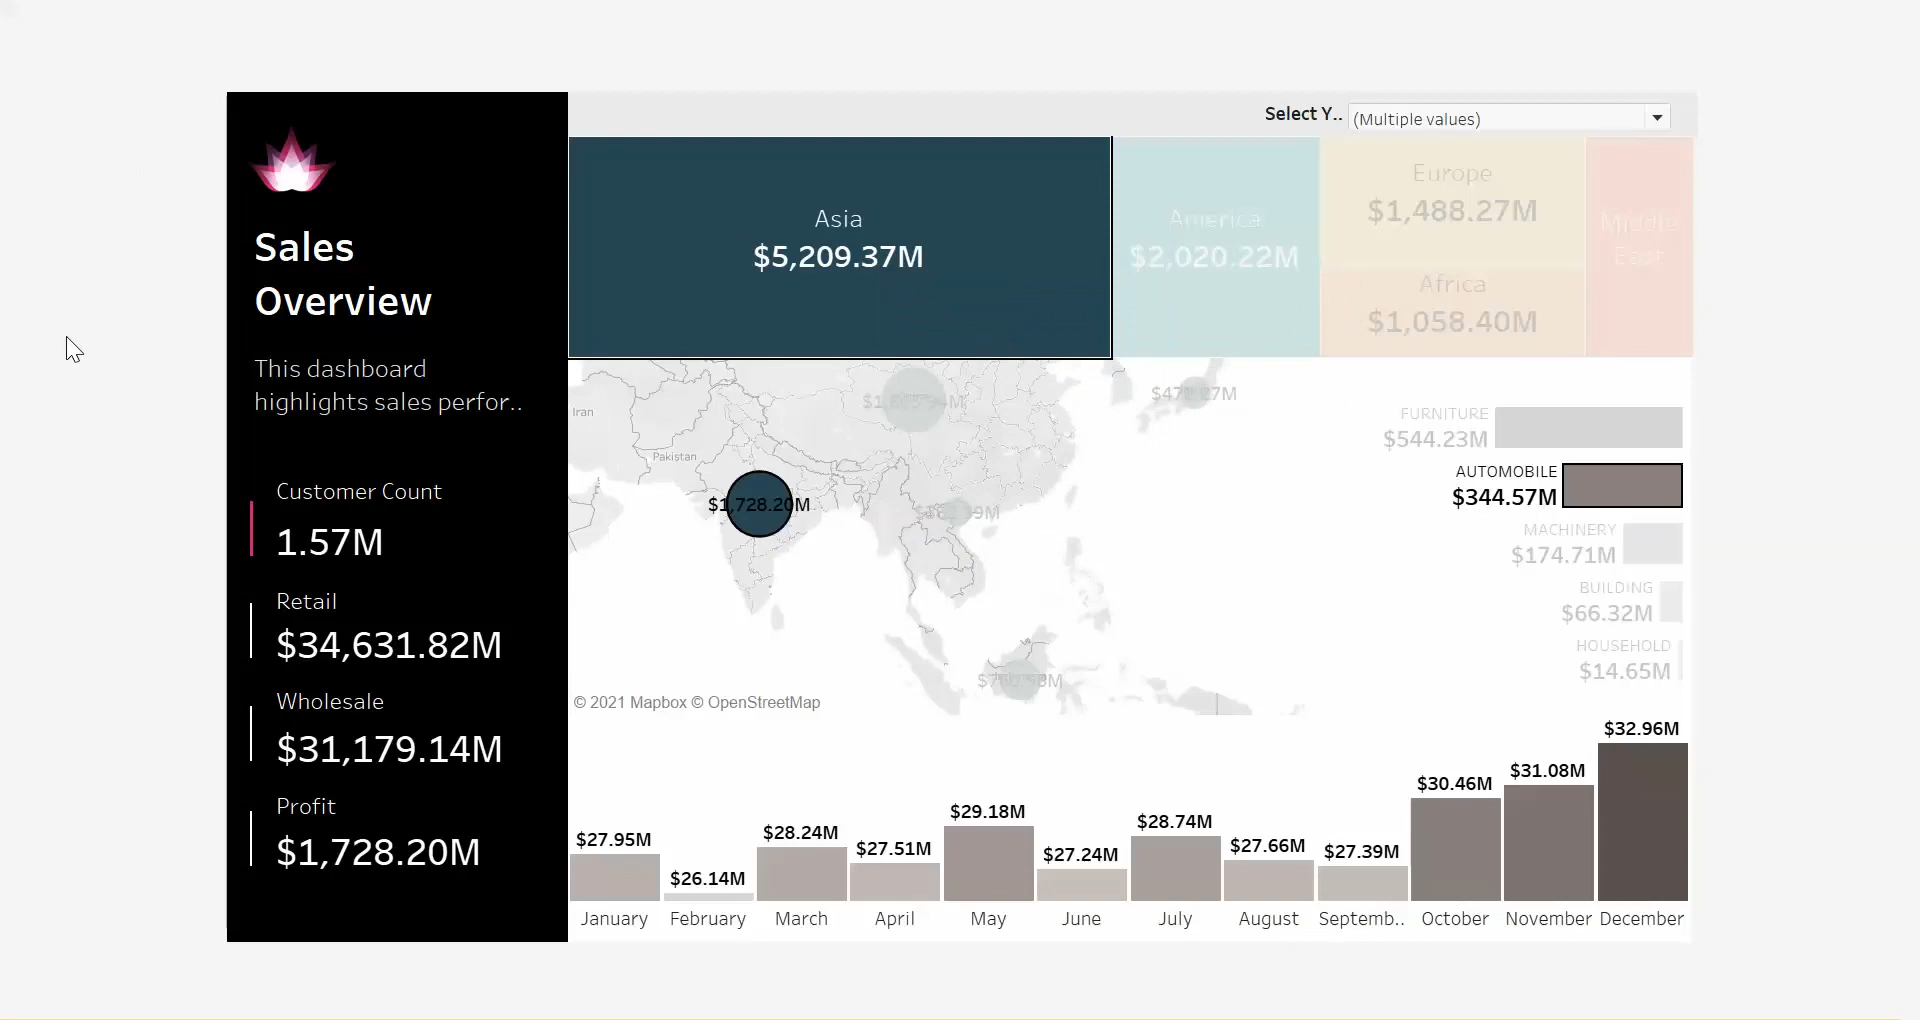 Select Y..
(Multiple values)
Sales
Overview
This dashboard
highlights sales perfor..
Customer Count
1.57M
Retail
$34,631.82M
Wholesale
$31,179.14M
Profit
$1,728.20M
Asia
$5,209.37M
America
$2,020.22M
Europe
$1,488.27M
Africa
$1,058.40M
Middle
East
Iran
Pakistan
$1,728.20M
© 2021 Mapbox © OpenStreetMap
FURNITURE
$544.23M
AUTOMOBILE
$344.57M
MACHINERY
$174.71M
BUILDING
$66.32M
HOUSEHOLD
$14.65M
$27.95M
$26.14M
$28.24M
$27.51M
$29.18M
$27.24M
$28.74M
$27.66M
$27.39M
$30.46M
$31.08M
$32.96M
January
February
March
April
May
June
July
August
Septemb..
October
November
December